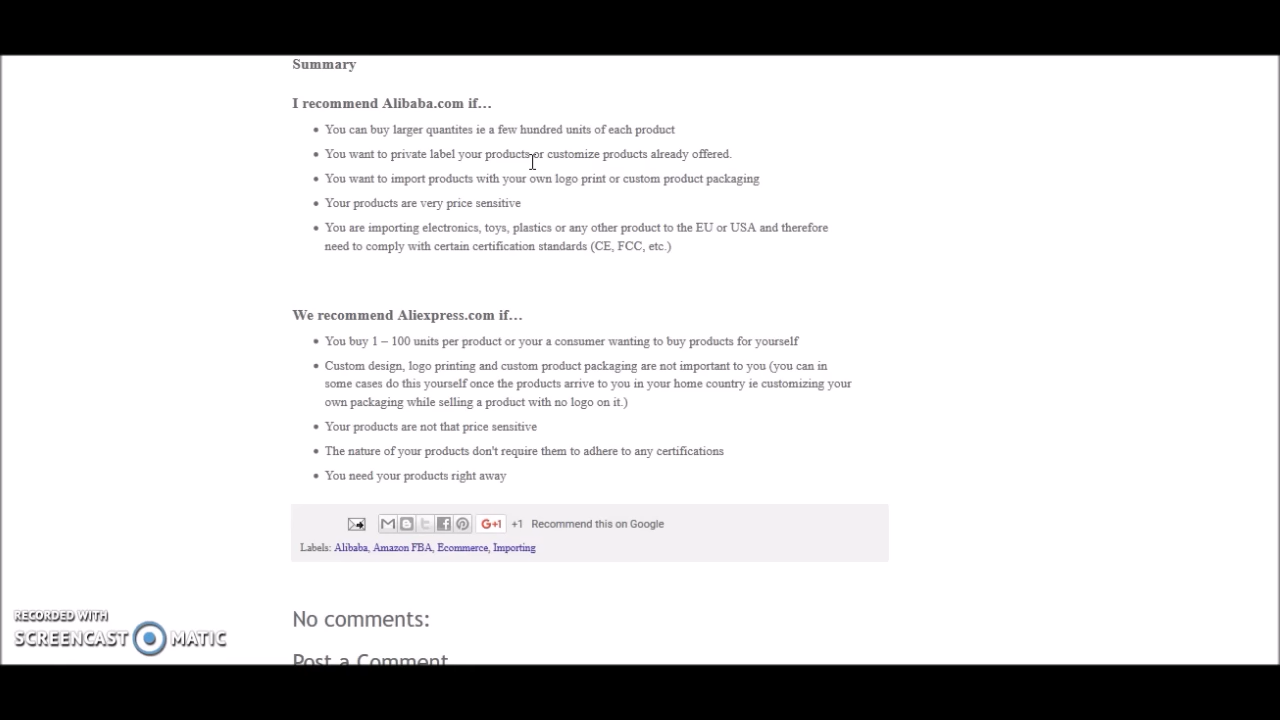 Summary
I recommend Alibaba.com if…
• You can buy larger quantites ie a few hundred units of each product
• You want to private label your products or customize products already offered.
• You want to import products with your own logo print or custom product packaging
• Your products are very price sensitive
• You are importing electronics, toys, plastics or any other product to the EU or USA and therefore
need to comply with certain certification standards (CE, FCC, etc.)
We recommend Aliexpress.com if…
• You buy 1 – 100 units per product or your a consumer wanting to buy products for yourself
• Custom design, logo printing and custom product packaging are not important to you (you can in
some cases do this yourself once the products arrive to you in your home country ie customizing your
own packaging while selling a product with no logo on it.)
• Your products are not that price sensitive
• The nature of your products don't require them to adhere to any certifications
• You need your products right away
G+1 +1 Recommend this on Google
Labels: Alibaba, Amazon FBA, Ecommerce, Importing
No comments:
Post a Comment
RECORDED WITH
SCREENCAST MATIC